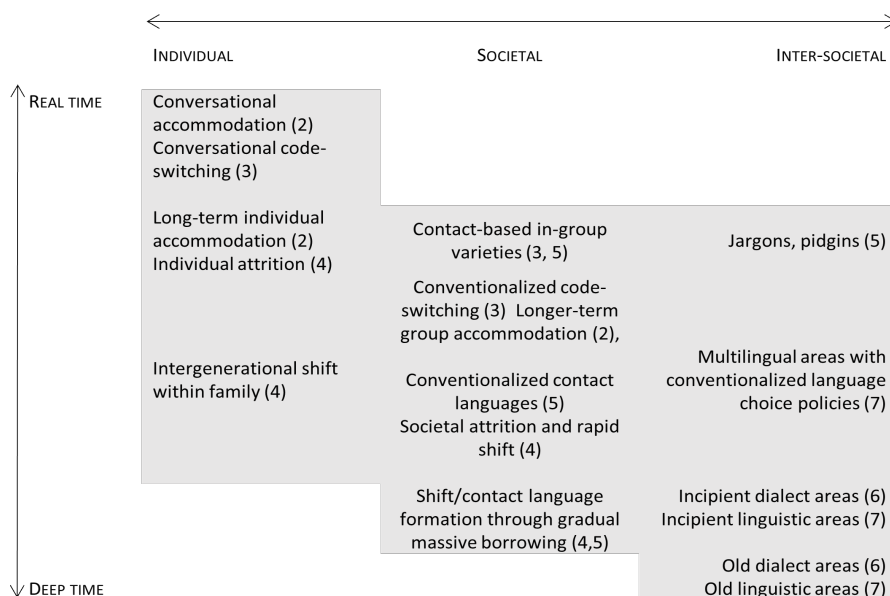 INDIVIDUAL SOCIETAL INTER-SOCIETAL
REAL TIME
Conversational
accommodation (2)
Conversational code-
switching (3)
Long-term individual
accommodation (2)
Individual attrition (4)
Intergenerational shift
within family (4)
Contact-based in-group
varieties (3, 5)
Conventionalized code-
switching (3) Longer-term
group accommodation (2),
Conventionalized contact
languages (5)
Societal attrition and rapid
shift (4)
Shift/contact language
formation through gradual
massive borrowing (4,5)
Jargons, pidgins (5)
Multilingual areas with
conventionalized language
choice policies (7)
Incipient dialect areas (6)
Incipient linguistic areas (7)
Old dialect areas (6)
Old linguistic areas (7)
DEEP TIME